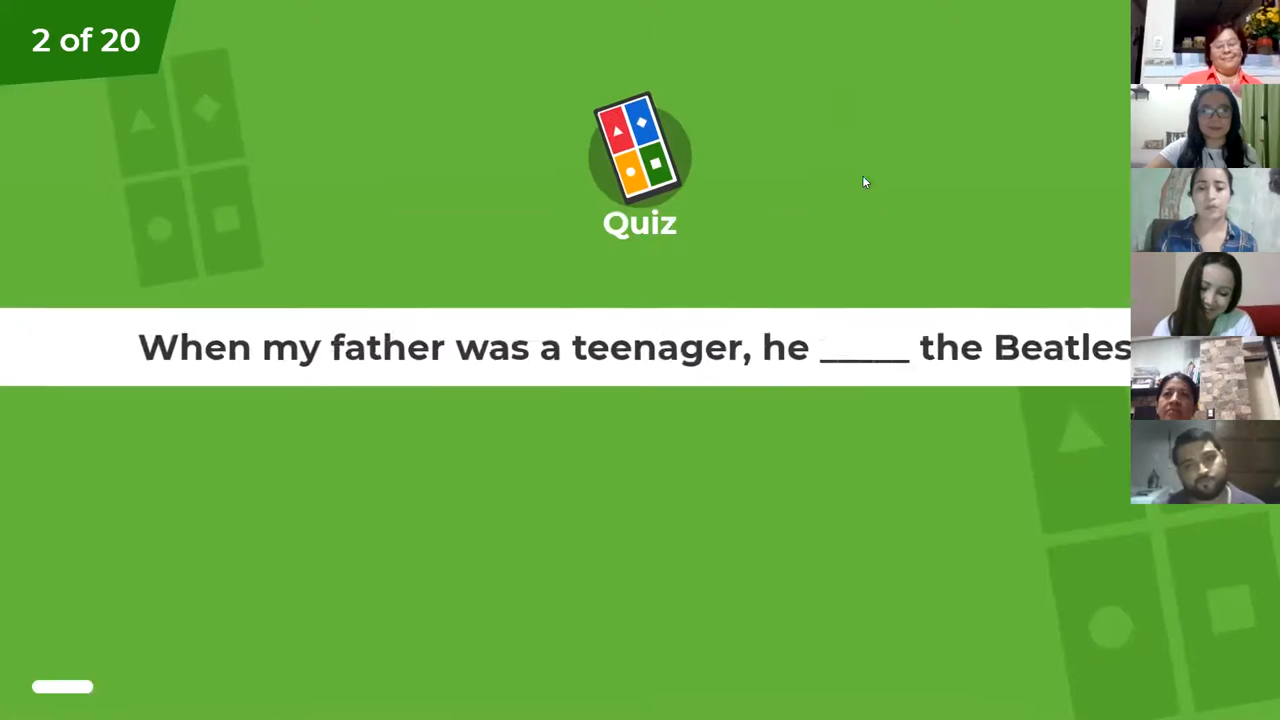 2 of 20
Quiz
When my father was a teenager, he _____ the Beatles